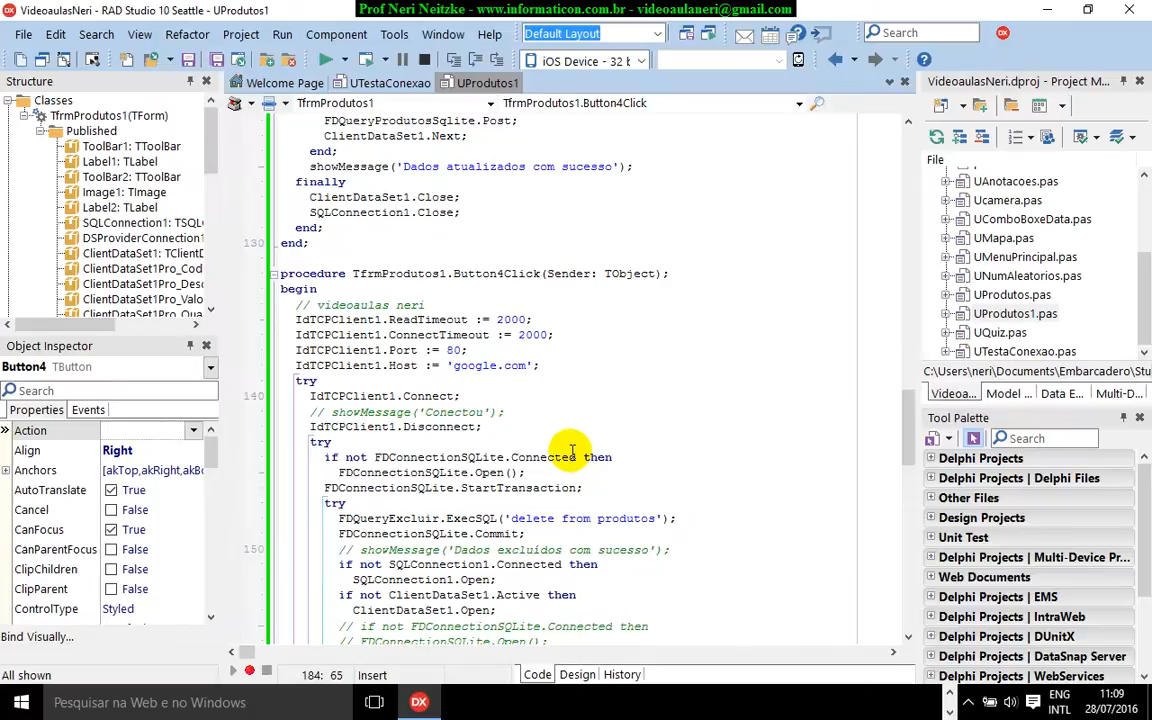 Prof Neri Neitzke - www.informaticon.com.br - videoaulaneri@gmail.com
VideoaulasNeri - RAD Studio 10 Seattle - UProdutos1
File Edit Search View Refactor Project Run Component Tools Window Help
Default Layout
Search
iOS Device - 32 b
Structure
Classes
TfrmProdutos1(TForm)
Published
ToolBar1: TToolBar
Label1: TLabel
ToolBar2: TToolBar
Image1: TImage
Label2: TLabel
SQLConnection1: TSQL
DSProviderConnection1
ClientDataSet1: TClient
ClientDataSet1Pro_Cod
ClientDataSet1Pro_Desc
ClientDataSet1Pro_Valo
ClientDataSet1Pro_Qua
Object Inspector
Button4 TButton
Search
Properties Events
Action
Align Right
Anchors [akTop,akRight,akBo
AutoTranslate True
Cancel False
CanFocus True
CanParentFocus False
ClipChildren False
ClipParent False
ControlType Styled
Bind Visually...
All shown
Welcome Page UTestaConexao UProdutos1
TfrmProdutos1 TfrmProdutos1.Button4Click
FDQueryProdutosSqlite.Post;
ClientDataSet1.Next;
end;
showMessage('Dados atualizados com sucesso');
finally
ClientDataSet1.Close;
SQLConnection1.Close;
end;
130 end;
procedure TfrmProdutos1.Button4Click(Sender: TObject);
begin
// videoaulas neri
IdTCPClient1.ReadTimeout := 2000;
IdTCPClient1.ConnectTimeout := 2000;
IdTCPClient1.Port := 80;
IdTCPClient1.Host := 'google.com';
try
140 IdTCPClient1.Connect;
// showMessage('Conectou');
IdTCPClient1.Disconnect;
try
if not FDConnectionSQLite.Connected then
FDConnectionSQLite.Open();
FDConnectionSQLite.StartTransaction;
try
FDQueryExcluir.ExecSQL('delete from produtos');
FDConnectionSQLite.Commit;
150 // showMessage('Dados excluídos com sucesso');
if not SQLConnection1.Connected then
SQLConnection1.Open;
if not ClientDataSet1.Active then
ClientDataSet1.Open;
// if not FDConnectionSQLite.Connected then
// FDConnectionSQLite.Open();
184: 65 Insert
Code Design History
VideoaulasNeri.dproj - Project M...
File
UAnotacoes.pas
Ucamera.pas
UComboBoxeData.pas
UMapa.pas
UMenuPrincipal.pas
UNumAleatorios.pas
UProdutos.pas
UProdutos1.pas
UQuiz.pas
UTestaConexao.pas
C:\Users\neri\Documents\Embarcadero\Stu
Videoa... Model ... Data E... Multi-D...
Tool Palette
Search
Delphi Projects
Delphi Projects | Delphi Files
Other Files
Design Projects
Unit Test
Delphi Projects | Multi-Device Pr...
Web Documents
Delphi Projects | EMS
Delphi Projects | IntraWeb
Delphi Projects | DUnitX
Delphi Projects | DataSnap Server
Delphi Projects | WebServices
Pesquisar na Web e no Windows
DX
ENG
INTL
11:09
28/07/2016